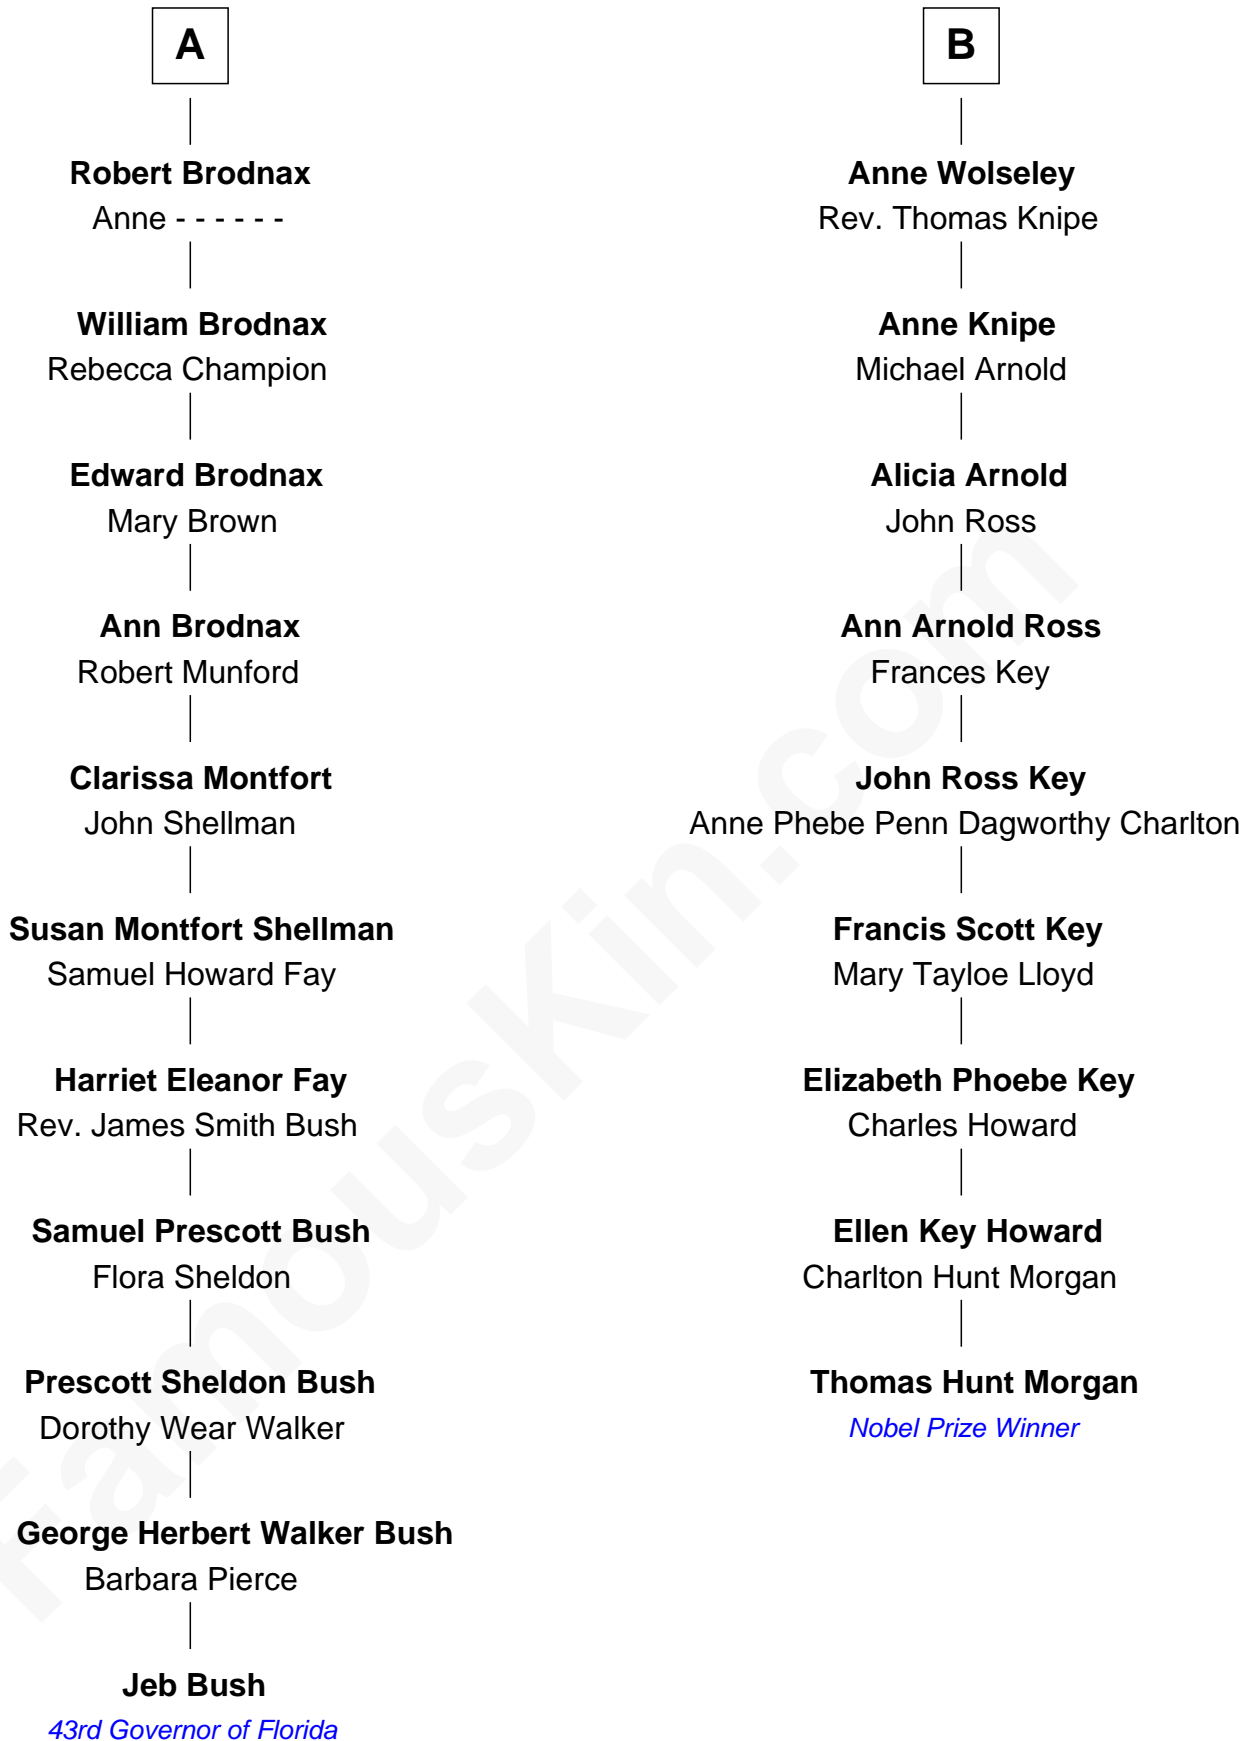 A
Robert Brodnax
Anne - - - - - -
William Brodnax
Rebecca Champion
Edward Brodnax
Mary Brown
Ann Brodnax
Robert Munford
Clarissa Montfort
John Shellman
Susan Montfort Shellman
Samuel Howard Fay
Harriet Eleanor Fay
Rev. James Smith Bush
Samuel Prescott Bush
Flora Sheldon
Prescott Sheldon Bush
Dorothy Wear Walker
George Herbert Walker Bush
Barbara Pierce
Jeb Bush
43rd Governor of Florida
B
Anne Wolseley
Rev. Thomas Knipe
Anne Knipe
Michael Arnold
Alicia Arnold
John Ross
Ann Arnold Ross
Frances Key
John Ross Key
Anne Phebe Penn Dagworthy Charlton
Francis Scott Key
Mary Tayloe Lloyd
Elizabeth Phoebe Key
Charles Howard
Ellen Key Howard
Charlton Hunt Morgan
Thomas Hunt Morgan
Nobel Prize Winner
FamousKin.com